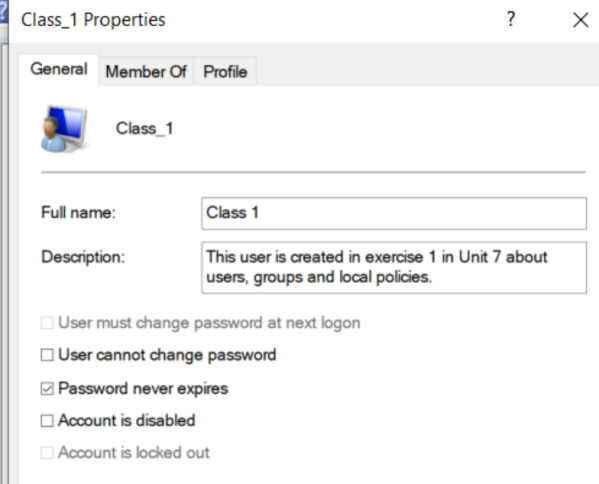 ?
Class_1 Properties
?
General
Member Of
Profile
Class_1
Full name:
Class 1
Description:
This user is created in exercise 1 in Unit 7 about
users, groups and local policies.
User must change password at next logon
User cannot change password
Password never expires
Account is disabled
Account is locked out